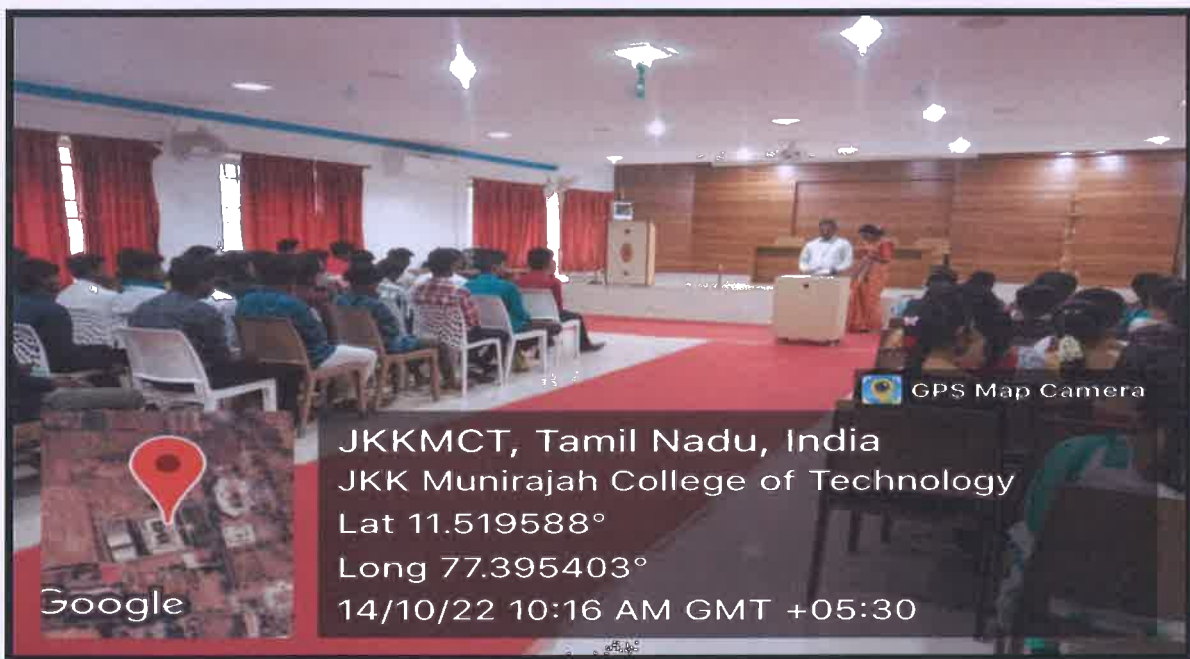 GPS Map Camera
JKKMCT, Tamil Nadu, India
JKK Munirajah College of Technology
Lat 11.519588°
Long 77.395403°
14/10/22 10:16 AM GMT +05:30
Google